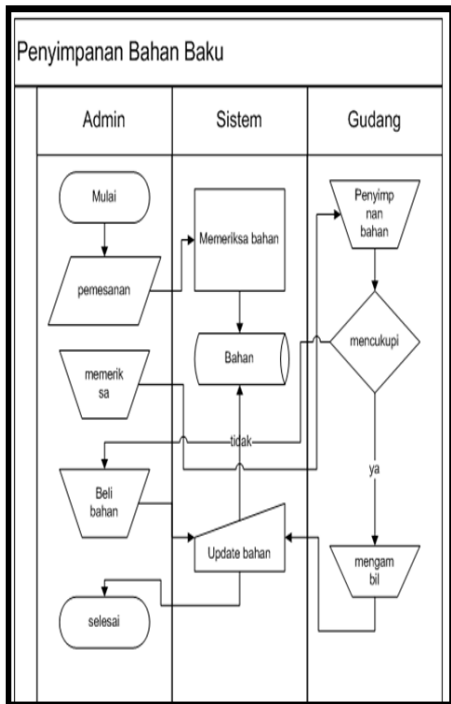 Penyimpanan Bahan Baku
Admin
Sistem
Gudang
Mulai
pemesanan
memerik
sa
Beli
bahan
selesai
Memeriksa bahan
Bahan
tidak
Update bahan
Penyimp
nan
bahan
mencukupi
ya
mengam
bil